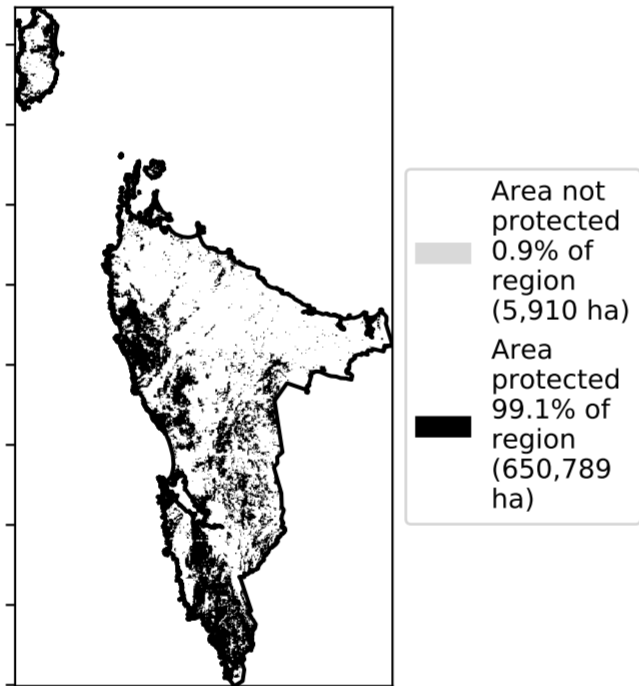 Area not
protected
0.9% of
region
(5,910 ha)
Area
protected
99.1% of
region
(650,789
ha)